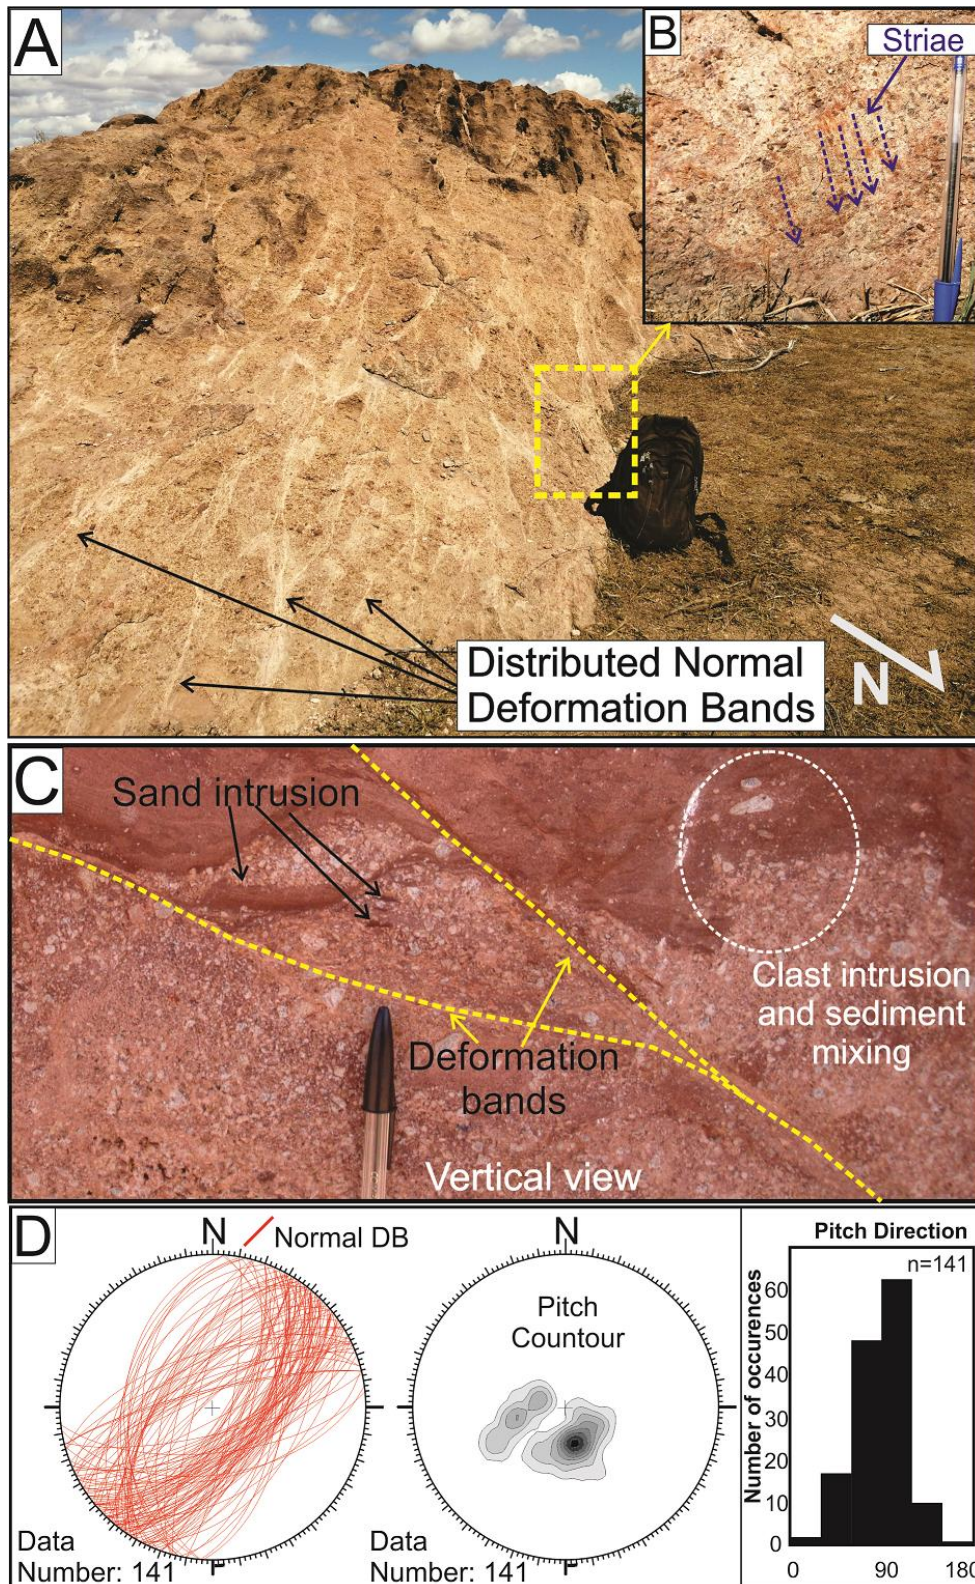 A
B
Striae
Distributed Normal
Deformation Bands
N
C
Sand intrusion
Clast intrusion
and sediment
mixing
Deformation
bands
Vertical view
D
N
Normal DB
Data
Number: 141
N
Pitch
Countour
Data
Number: 141
Pitch Direction
n=141
Number of occurences
60
50
40
30
20
10
0
0
90
180